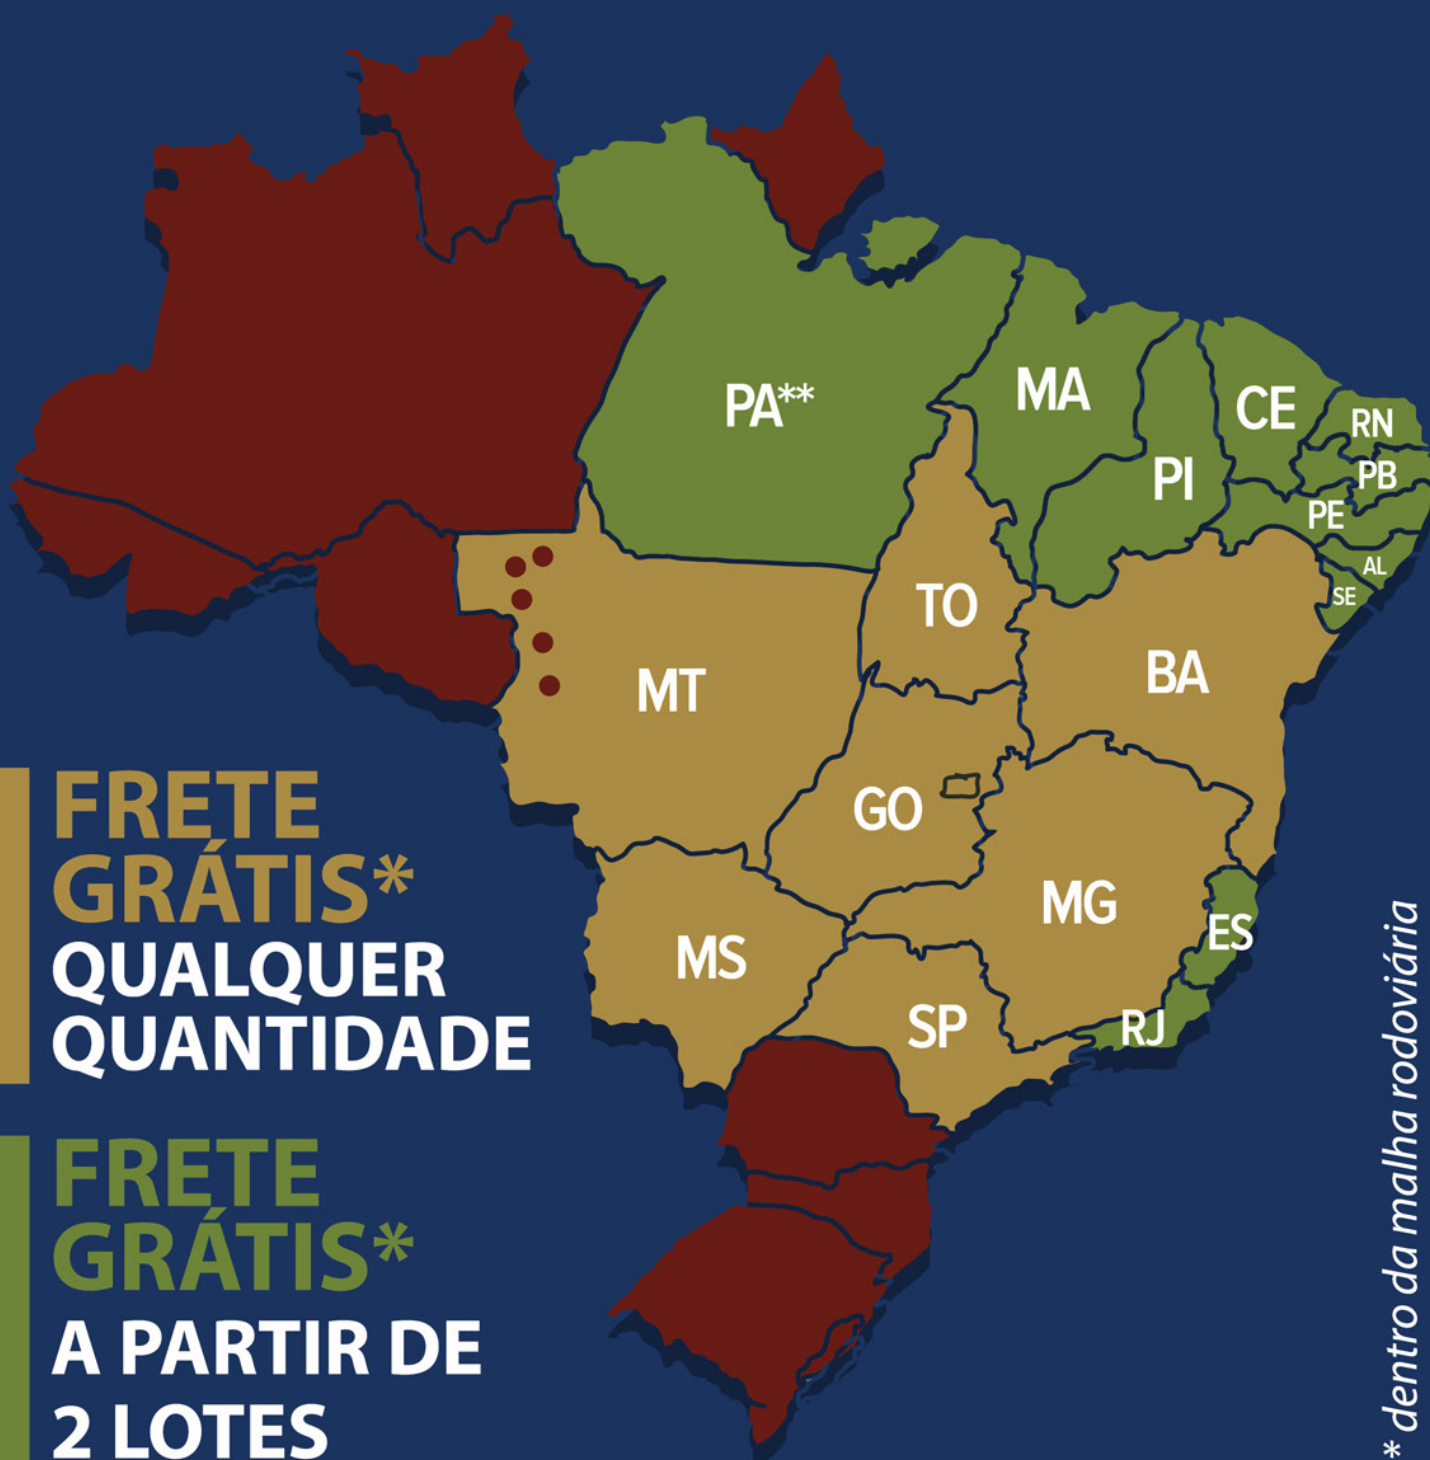 PA**
MA
CE
RN
PI
PB
PE
AL
SE
TO
BA
MT
GO
MG
ES
MS
SP
RJ
FRETE
GRÁTIS*
QUALQUER
QUANTIDADE
FRETE
GRÁTIS*
A PARTIR DE
2 LOTES
* dentro da malha rodoviária